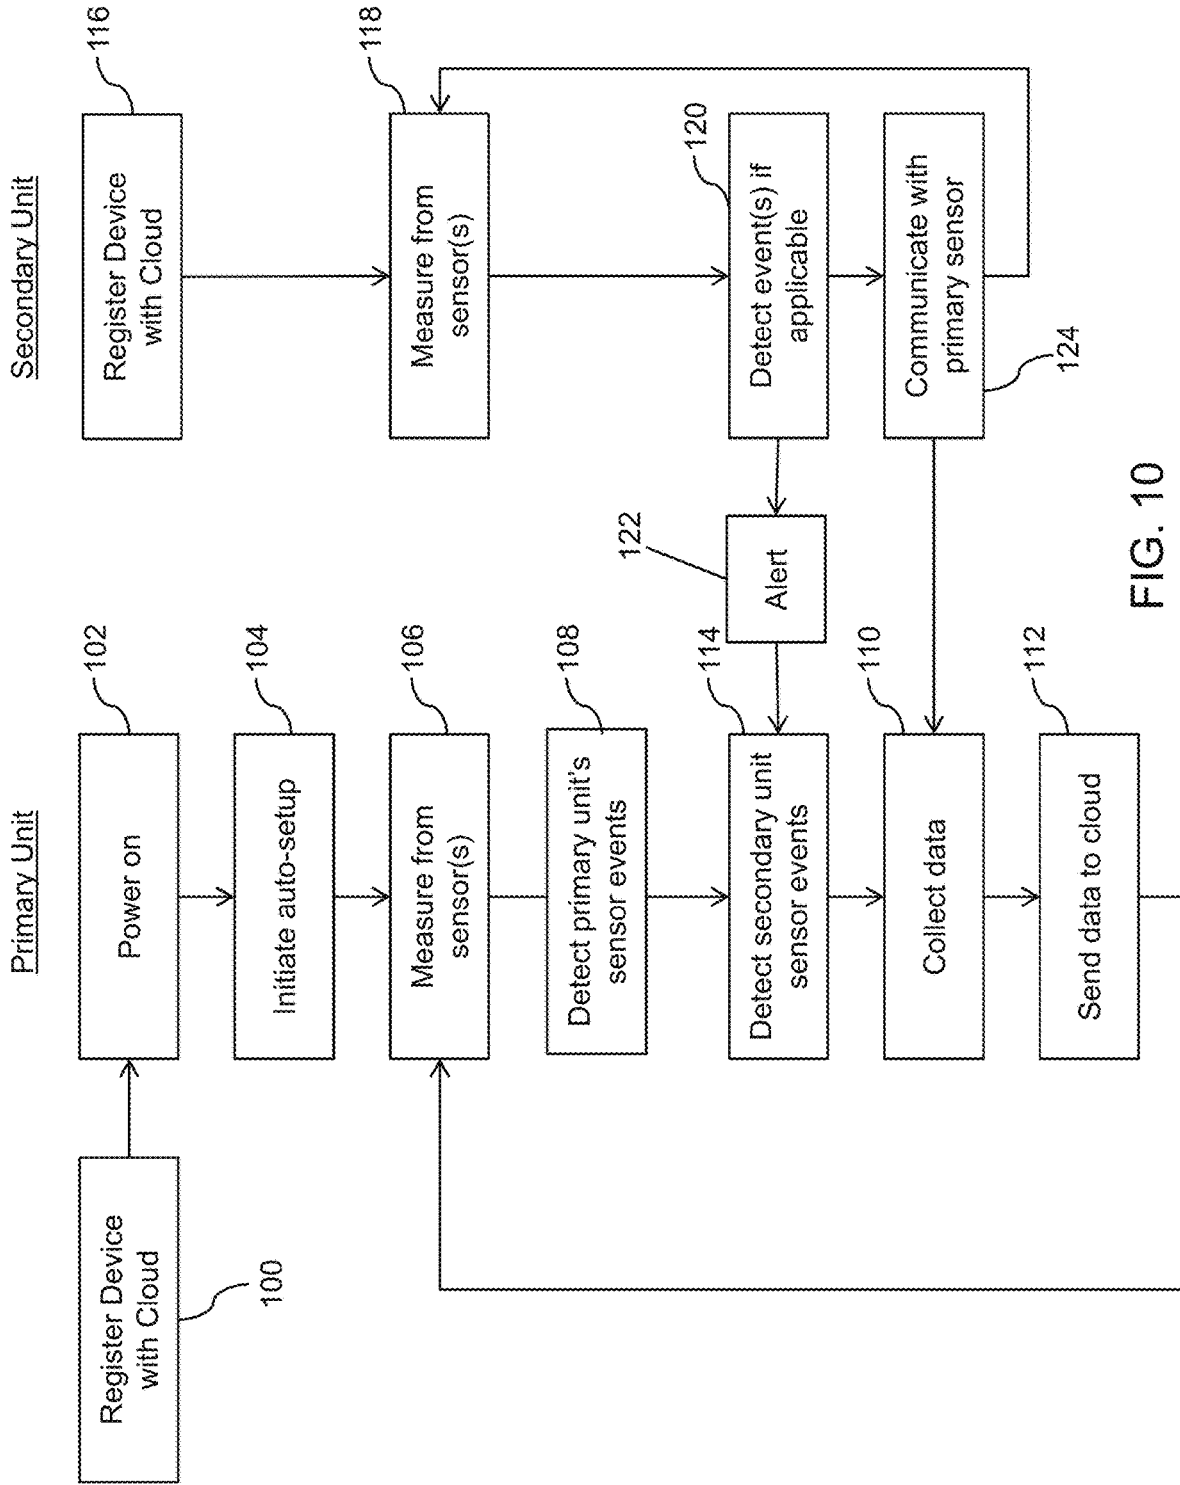 Primary Unit
Register Device
with Cloud
100
Power on
102
Initiate auto-setup
104
Measure from
sensor(s)
106
Detect primary unit's
sensor events
108
Detect secondary unit
sensor events
114
Collect data
110
Send data to cloud
112
Secondary Unit
Register Device
with Cloud
116
Measure from
sensor(s)
118
Detect event(s) if
applicable
120
Alert
122
Communicate with
primary sensor
124
FIG. 10